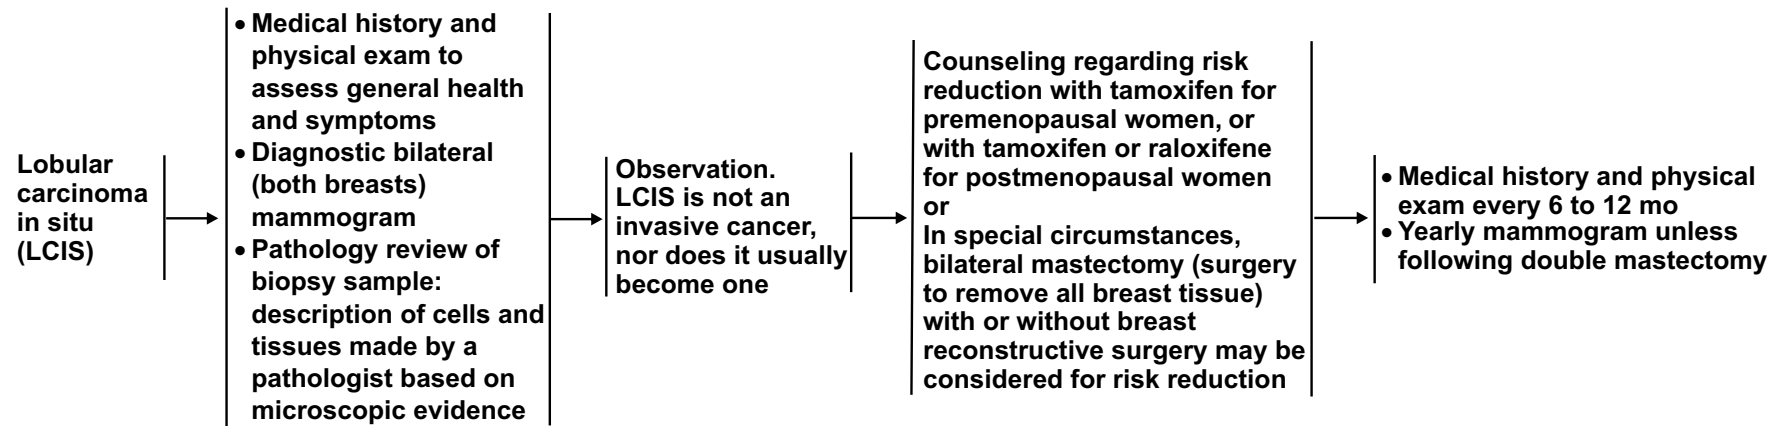 Lobular
carcinoma
in situ
(LCIS)
• Medical history and
physical exam to
assess general health
and symptoms
• Diagnostic bilateral
(both breasts)
mammogram
• Pathology review of
biopsy sample:
description of cells and
tissues made by a
pathologist based on
microscopic evidence
Observation.
LCIS is not an
invasive cancer,
nor does it usually
become one
Counseling regarding risk
reduction with tamoxifen for
premenopausal women, or
with tamoxifen or raloxifene
for postmenopausal women
or
In special circumstances,
bilateral mastectomy (surgery
to remove all breast tissue)
with or without breast
reconstructive surgery may be
considered for risk reduction
• Medical history and physical
exam every 6 to 12 mo
• Yearly mammogram unless
following double mastectomy